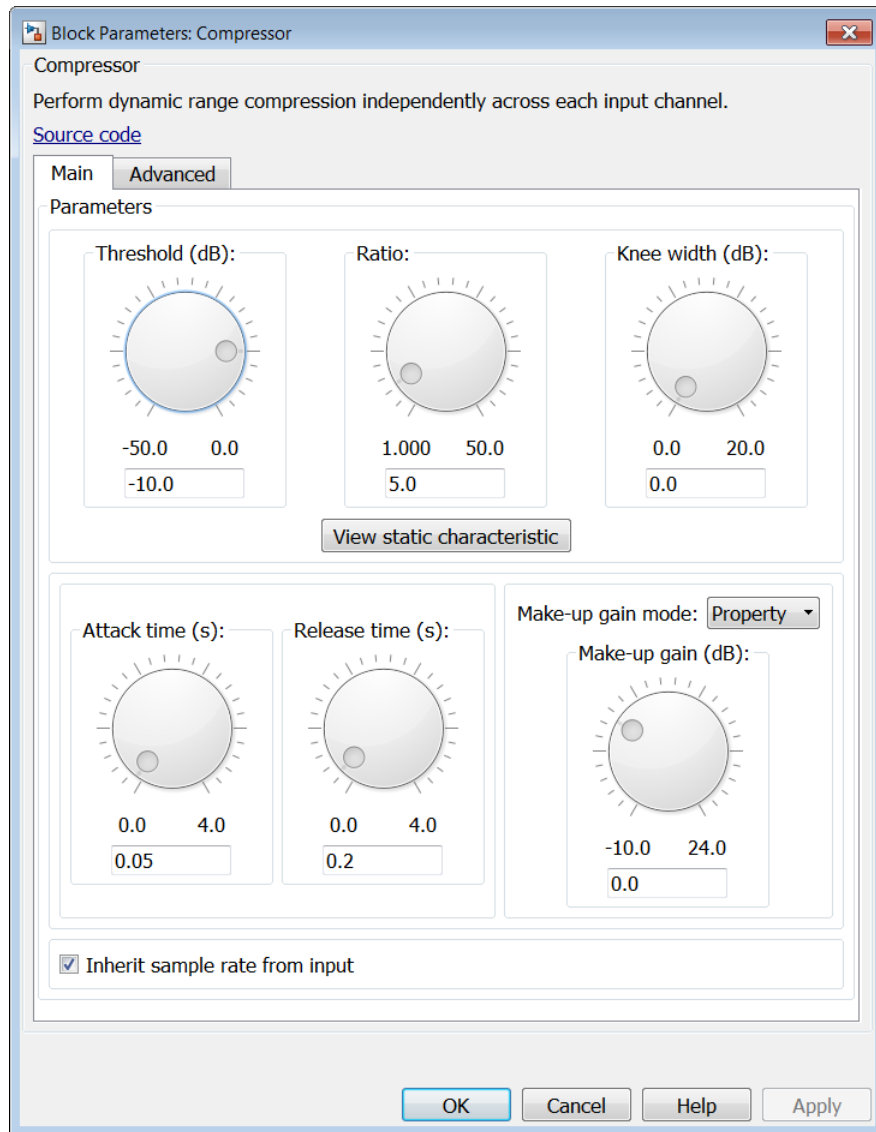 Block Parameters: Compressor
Compressor
Perform dynamic range compression independently across each input channel.
Source code
Main Advanced
Parameters
Threshold (dB): Ratio: Knee width (dB):
-50.0 0.0 1.000 50.0 0.0 20.0
-10.0 5.0 0.0
View static characteristic
Make-up gain mode: Property
Attack time (s): Release time (s):
Make-up gain (dB):
0.0 4.0 0.0 4.0
-10.0 24.0
0.05 0.2
0.0
Inherit sample rate from input
OK Cancel Help Apply